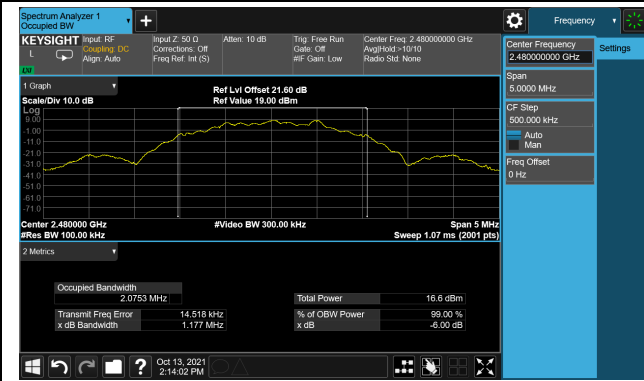 Spectrum Analyzer 1
Occupied BW
Frequency
KEYSIGHT Input: RF Input Z: 50 Ω Atten: 10 dB Trig: Free Run Center Freq: 2.480000000 GHz
L Coupling: DC Corrections: Off Gate: Off Avg|Hold:>10/10
Align: Auto Freq Ref: Int (S) #IF Gain: Low Radio Std: None
Center Frequency
2.480000000 GHz
Settings
Span
5.0000 MHz
CF Step
500.000 kHz
Auto
Man
Freq Offset
0 Hz
1 Graph
Ref Lvl Offset 21.60 dB
Scale/Div 10.0 dB Ref Value 19.00 dBm
Log
9.00
-1.00
-11.0
-21.0
-31.0
-41.0
-51.0
-61.0
-71.0
Center 2.480000 GHz #Video BW 300.00 kHz Span 5 MHz
#Res BW 100.00 kHz Sweep 1.07 ms (2001 pts)
2 Metrics
Occupied Bandwidth
2.0753 MHz Total Power 16.6 dBm
Transmit Freq Error 14.518 kHz % of OBW Power 99.00 %
x dB Bandwidth 1.177 MHz x dB -6.00 dB
? Oct 13, 2021
2:14:02 PM